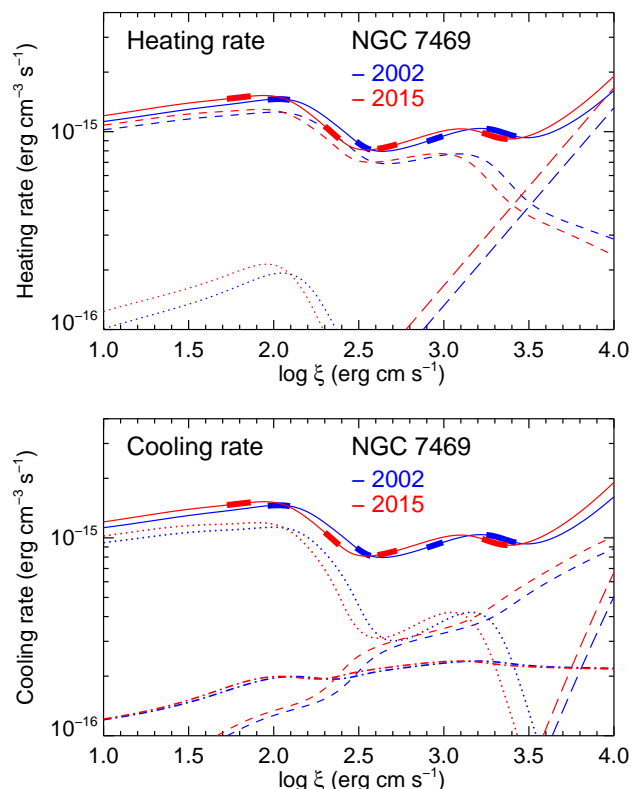 Heating rate NGC 7469
– 2002
– 2015
Heating rate (erg cm⁻³ s⁻¹)
10⁻¹⁵
10⁻¹⁶
1.0 1.5 2.0 2.5 3.0 3.5 4.0
log ξ (erg cm s⁻¹)
Cooling rate NGC 7469
– 2002
– 2015
Cooling rate (erg cm⁻³ s⁻¹)
10⁻¹⁵
10⁻¹⁶
1.0 1.5 2.0 2.5 3.0 3.5 4.0
log ξ (erg cm s⁻¹)